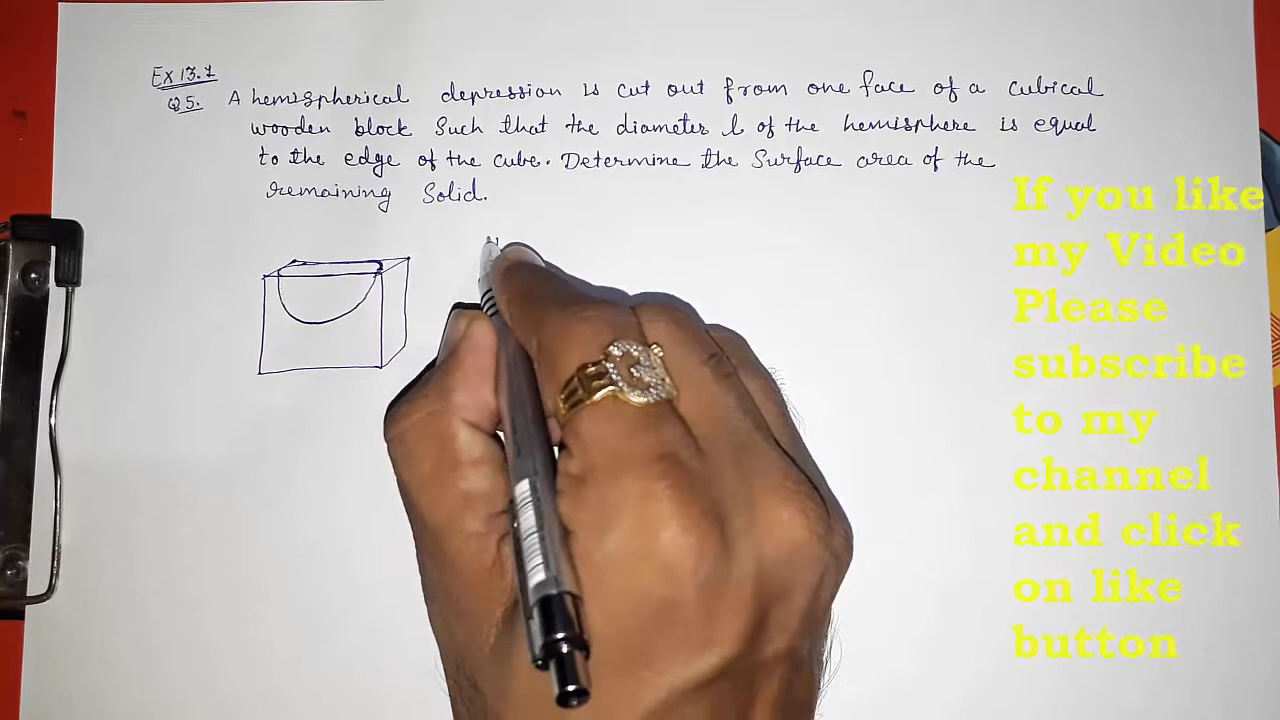 Ex 13.1
Q5. A hemispherical depression is cut out from one face of a cubical
wooden block Such that the diameter l of the hemisphere is equal
to the edge of the cube. Determine the Surface area of the
remaining Solid.
If you like
my Video
Please
subscribe
to my
channel
and click
on like
button